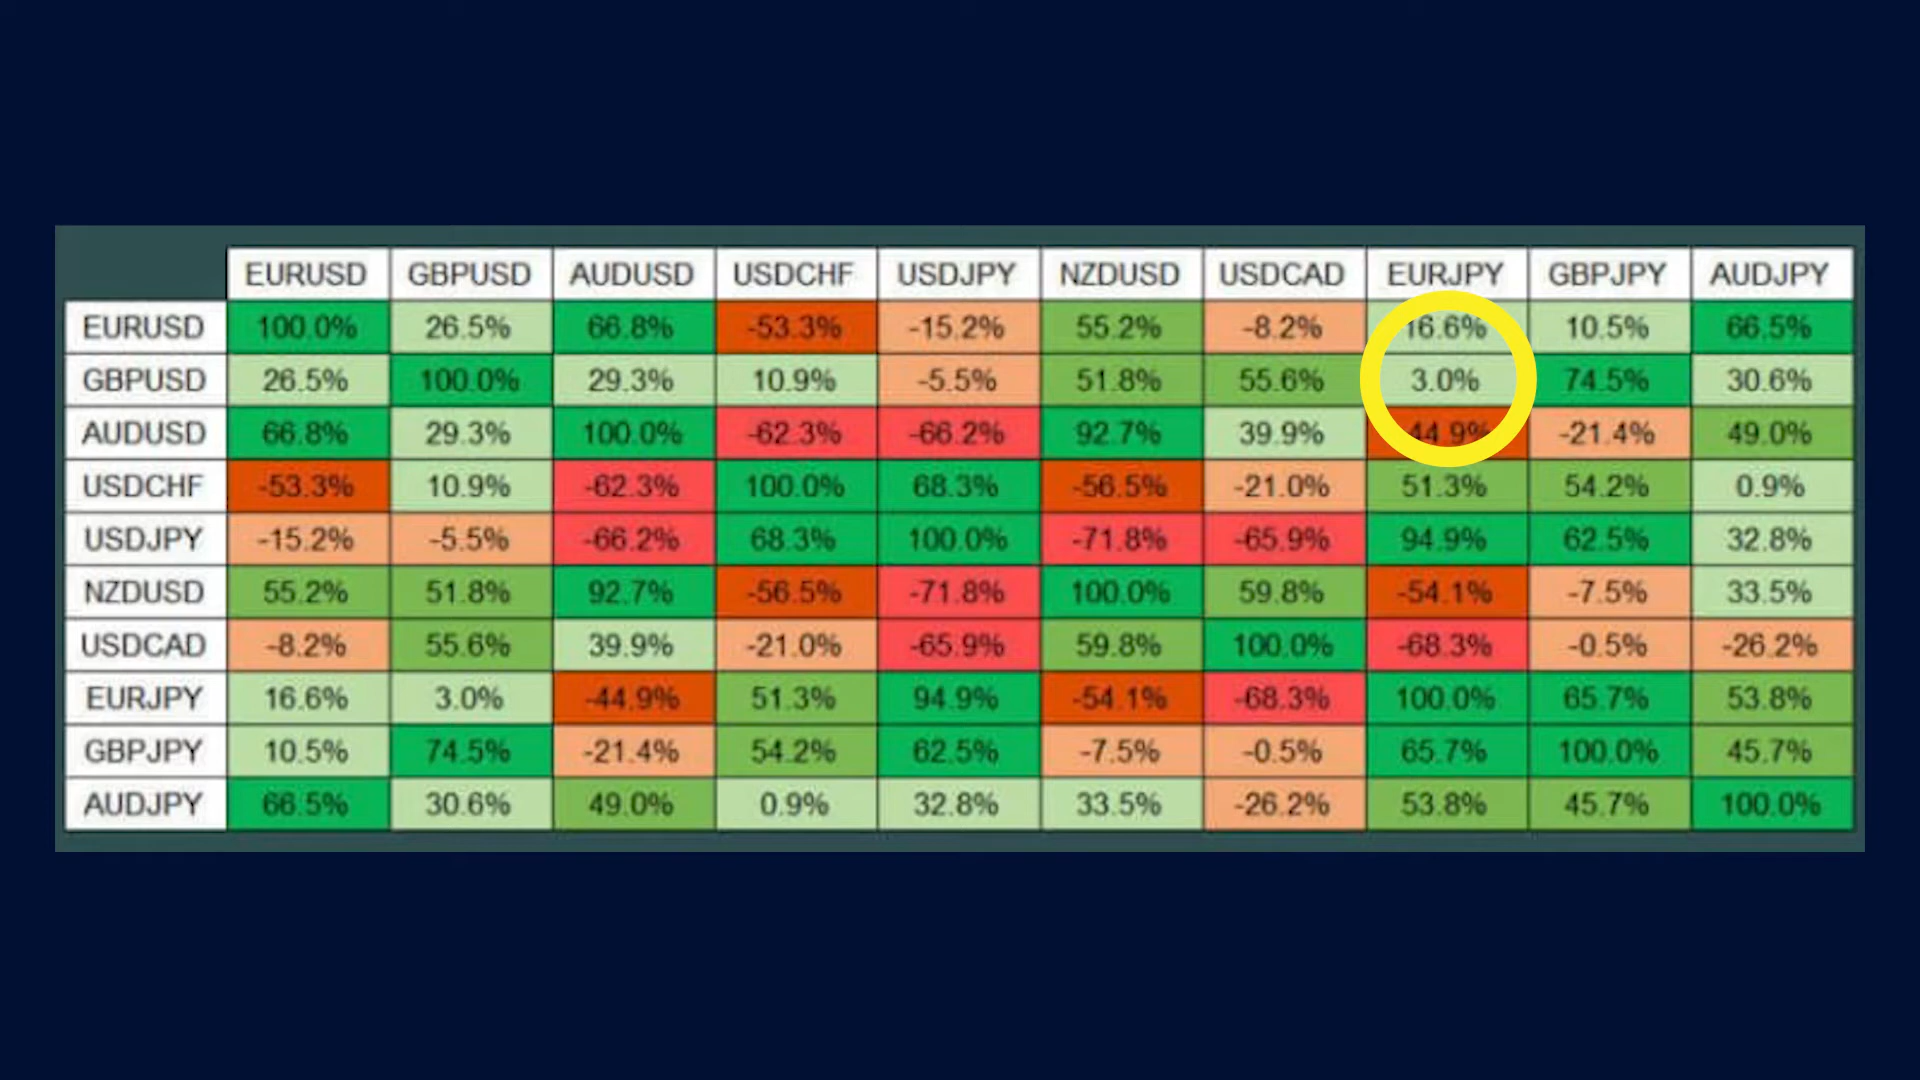 EURUSD GBPUSD AUDUSD USDCHF USDJPY NZDUSD USDCAD EURJPY GBPJPY AUDJPY
EURUSD 100.0% 26.5% 66.8% -53.3% -15.2% 55.2% -8.2% 16.6% 10.5% 66.5%
GBPUSD 26.5% 100.0% 29.3% 10.9% -5.5% 51.8% 55.6% 3.0% 74.5% 30.6%
AUDUSD 66.8% 29.3% 100.0% -62.3% -66.2% 92.7% 39.9% -44.9% -21.4% 49.0%
USDCHF -53.3% 10.9% -62.3% 100.0% 68.3% -56.5% -21.0% 51.3% 54.2% 0.9%
USDJPY -15.2% -5.5% -66.2% 68.3% 100.0% -71.8% -65.9% 94.9% 62.5% 32.8%
NZDUSD 55.2% 51.8% 92.7% -56.5% -71.8% 100.0% 59.8% -54.1% -7.5% 33.5%
USDCAD -8.2% 55.6% 39.9% -21.0% -65.9% 59.8% 100.0% -68.3% -0.5% -26.2%
EURJPY 16.6% 3.0% -44.9% 51.3% 94.9% -54.1% -68.3% 100.0% 65.7% 53.8%
GBPJPY 10.5% 74.5% -21.4% 54.2% 62.5% -7.5% -0.5% 65.7% 100.0% 45.7%
AUDJPY 66.5% 30.6% 49.0% 0.9% 32.8% 33.5% -26.2% 53.8% 45.7% 100.0%